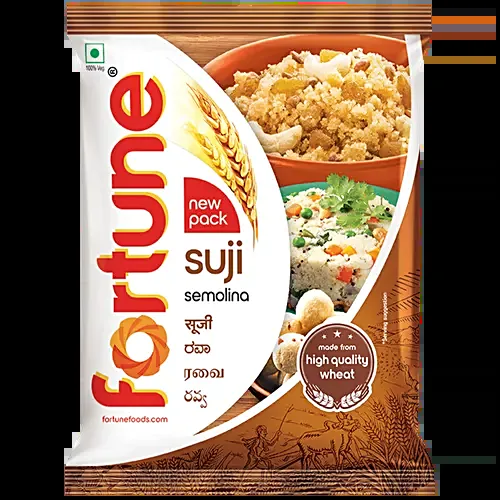 100% Veg
fortune
®
new
pack
suji
semolina
सूजी
ರವಾ
ரவை
రవ్వ
fortunefoods.com
*Serving suggestion
made from
high quality
wheat